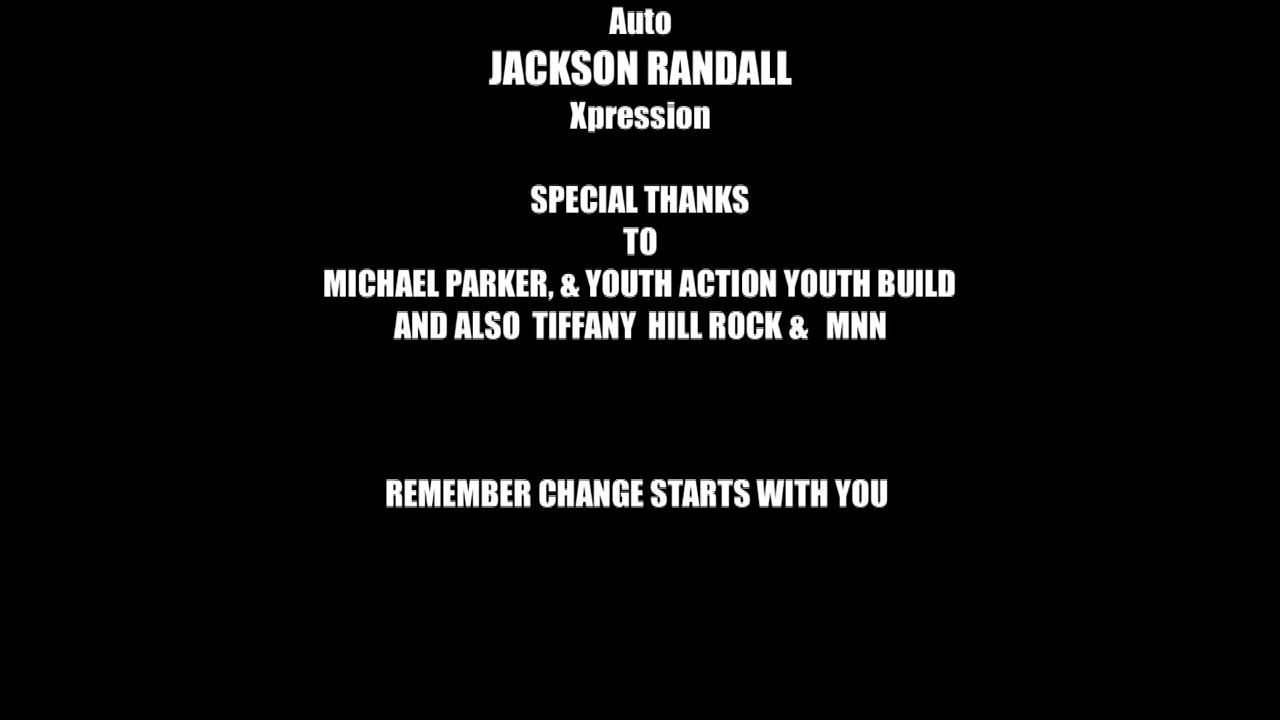 Auto
JACKSON RANDALL
Xpression
SPECIAL THANKS
TO
MICHAEL PARKER, & YOUTH ACTION YOUTH BUILD
AND ALSO TIFFANY HILL ROCK & MNN
REMEMBER CHANGE STARTS WITH YOU